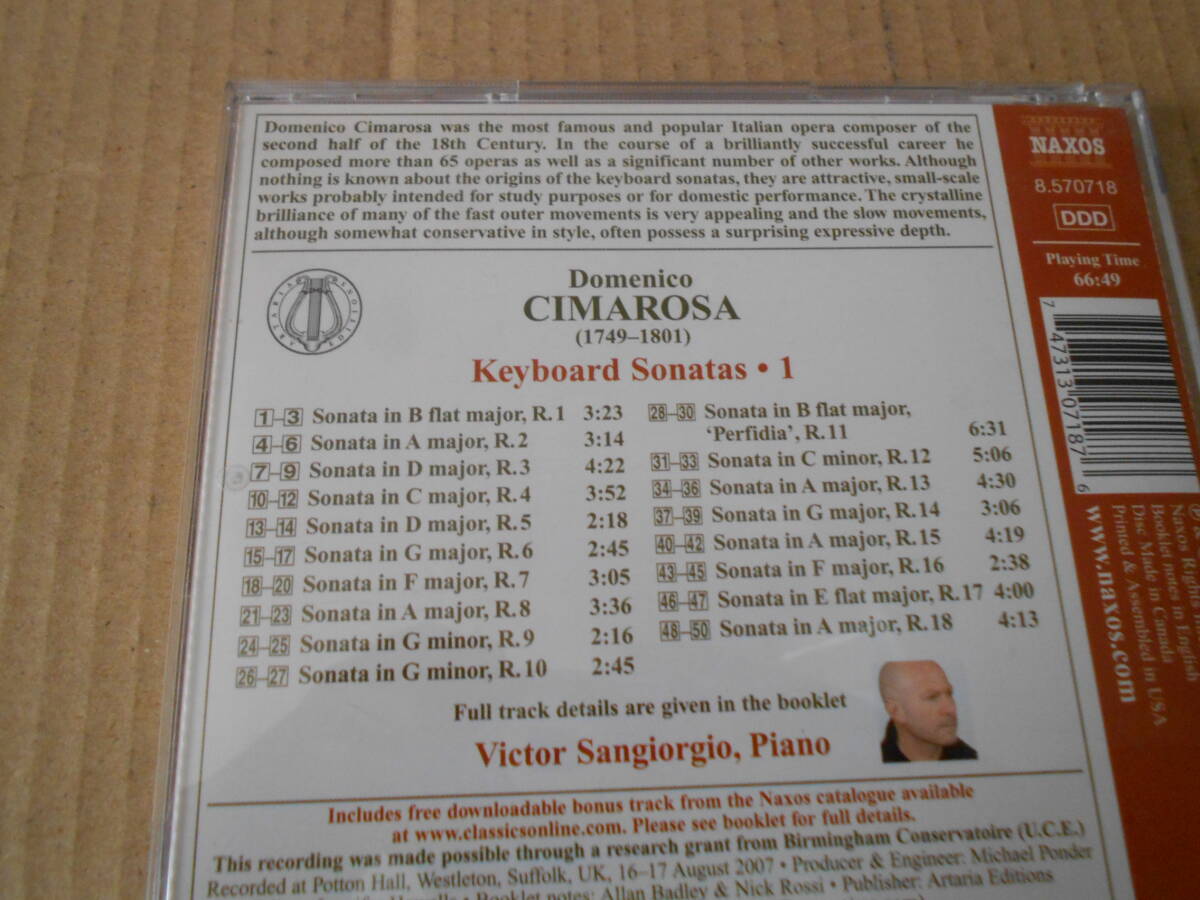 Domenico Cimarosa was the most famous and popular Italian opera composer of the
second half of the 18th Century. In the course of a brilliantly successful career he
composed more than 65 operas as well as a significant number of other works. Although
nothing is known about the origins of the keyboard sonatas, they are attractive, small-scale
works probably intended for study purposes or for domestic performance. The crystalline
brilliance of many of the fast outer movements is very appealing and the slow movements,
although somewhat conservative in style, often possess a surprising expressive depth.
ARTARIA EDITIONS
Domenico
CIMAROSA
(1749–1801)
Keyboard Sonatas • 1
1–3 Sonata in B flat major, R.1 3:23
4–6 Sonata in A major, R.2 3:14
7–9 Sonata in D major, R.3 4:22
10–12 Sonata in C major, R.4 3:52
13–14 Sonata in D major, R.5 2:18
15–17 Sonata in G major, R.6 2:45
18–20 Sonata in F major, R.7 3:05
21–23 Sonata in A major, R.8 3:36
24–25 Sonata in G minor, R.9 2:16
26–27 Sonata in G minor, R.10 2:45
28–30 Sonata in B flat major,
‘Perfidia’, R.11 6:31
31–33 Sonata in C minor, R.12 5:06
34–36 Sonata in A major, R.13 4:30
37–39 Sonata in G major, R.14 3:06
40–42 Sonata in A major, R.15 4:19
43–45 Sonata in F major, R.16 2:38
46–47 Sonata in E flat major, R.17 4:00
48–50 Sonata in A major, R.18 4:13
Full track details are given in the booklet
Victor Sangiorgio, Piano
Includes free downloadable bonus track from the Naxos catalogue available
at www.classicsonline.com. Please see booklet for full details.
This recording was made possible through a research grant from Birmingham Conservatoire (U.C.E.)
Recorded at Potton Hall, Westleton, Suffolk, UK, 16–17 August 2007 • Producer & Engineer: Michael Ponder
Booklet notes: Allan Badley & Nick Rossi • Publisher: Artaria Editions
NAXOS
8.570718
DDD
Playing Time
66:49
7 47313 07187 6
Naxos Rig
Booklet notes in English
Disc Made in Canada
Printed & Assembled in USA
www.naxos.com